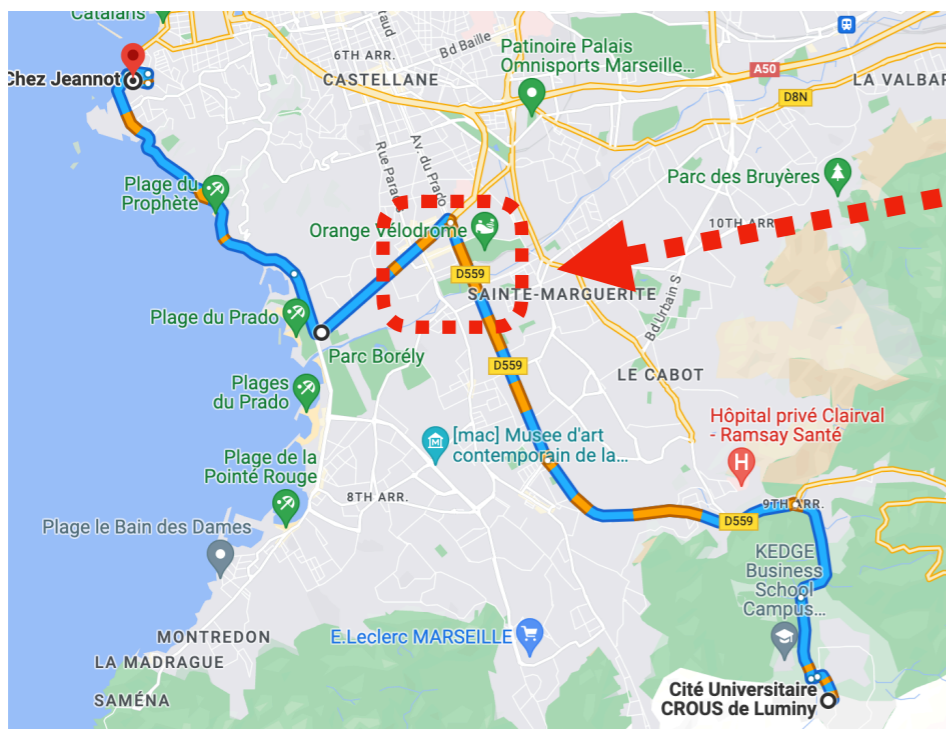 Catalans
Bd Baille
6TH ARR.
Patinoire Palais
Omnisports Marseille...
A50
CASTELLANE
LA VALBAR
Chez Jeannot
D8N
Av. du Prado
Rue Para
Plage du
Prophète
Parc des Bruyères
10TH ARR.
Orange Vélodrome
D559
SAINTE-MARGUERITE
Bd Urbain S
Plage du Prado
Parc Borély
D559
LE CABOT
Plages
du Prado
Hôpital privé Clairval
- Ramsay Santé
H
[mac] Musee d'art
contemporain de la...
Plage de la
Pointe Rouge
8TH ARR.
9TH ARR.
Plage le Bain des Dames
D559
KEDGE
Business
School
Campus...
MONTREDON
E.Leclerc MARSEILLE
LA MADRAGUE
SAMÉNA
Cité Universitaire
CROUS de Luminy